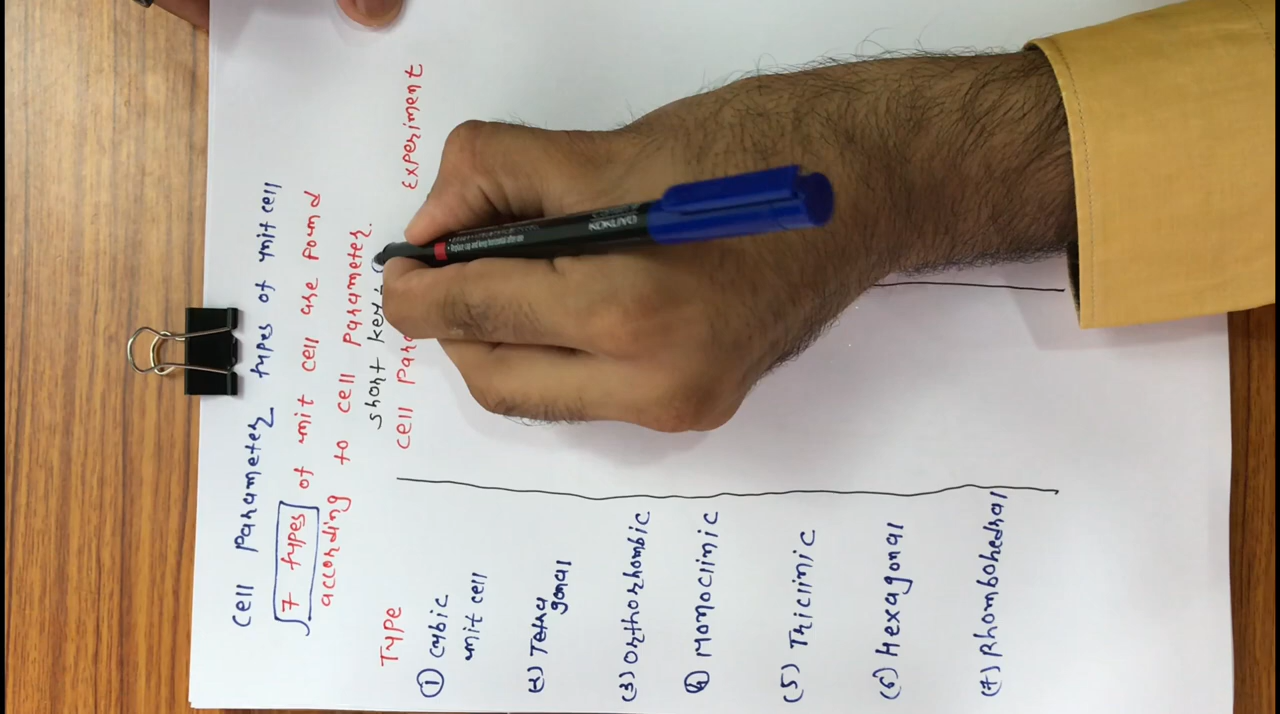 cell parameter types of unit cell
7 types of unit cell are found
according to cell parameter.
short key:-
TYPE cell para Experiment
① cubic
unit cell
(2) Tetra
gonal
(3) Orthorhombic
④ Monoclinic
(5) Triclinic
(6) Hexagonal
(7) Rhombohedral